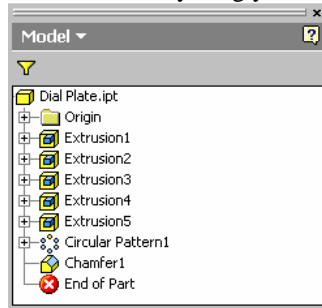 Model
Dial Plate.ipt
Origin
Extrusion1
Extrusion2
Extrusion3
Extrusion4
Extrusion5
Circular Pattern1
Chamfer1
End of Part